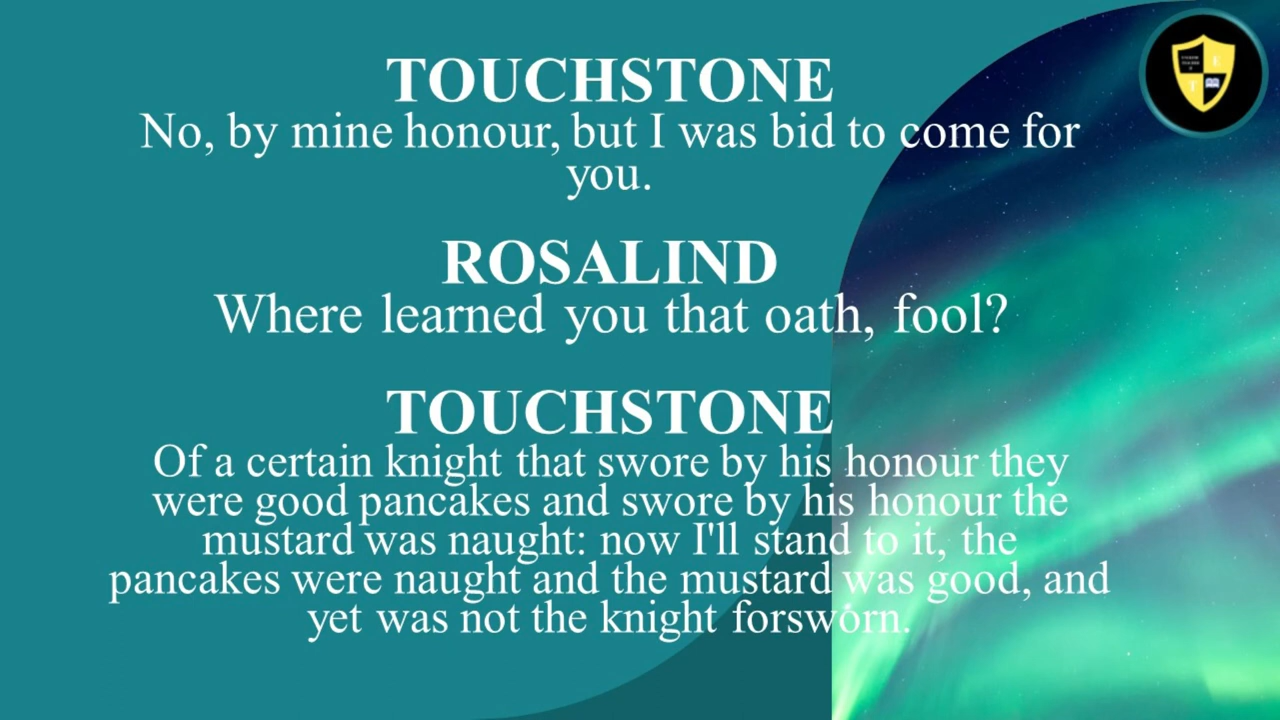 TOUCHSTONE
No, by mine honour, but I was bid to come for
you.
ROSALIND
Where learned you that oath, fool?
TOUCHSTONE
Of a certain knight that swore by his honour they
were good pancakes and swore by his honour the
mustard was naught: now I'll stand to it, the
pancakes were naught and the mustard was good, and
yet was not the knight forsworn.
E
T